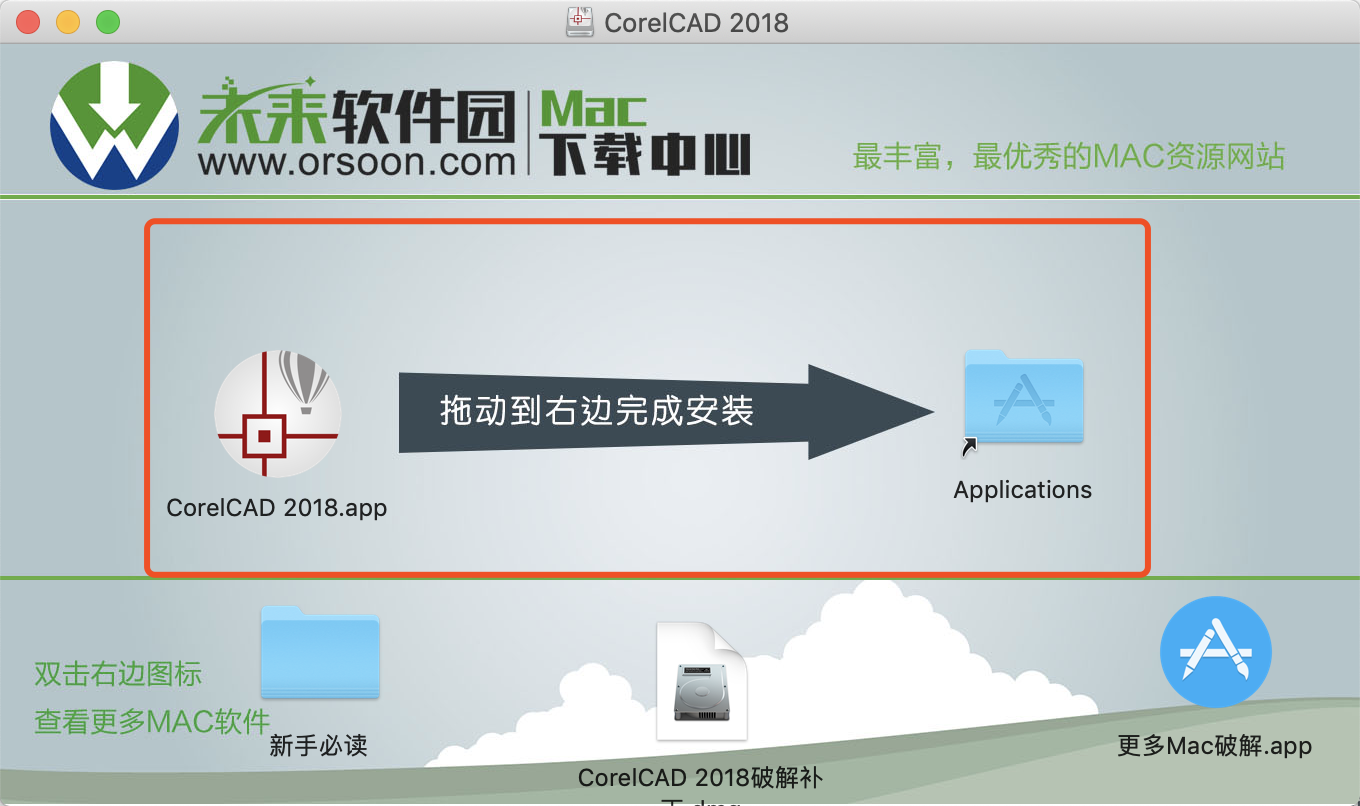 CorelCAD 2018
未来软件园
www.orsoon.com
Mac
下载中心
最丰富，最优秀的MAC资源网站
拖动到右边完成安装
CorelCAD 2018.app
Applications
双击右边图标
查看更多MAC软件
新手必读
CorelCAD 2018破解补
更多Mac破解.app